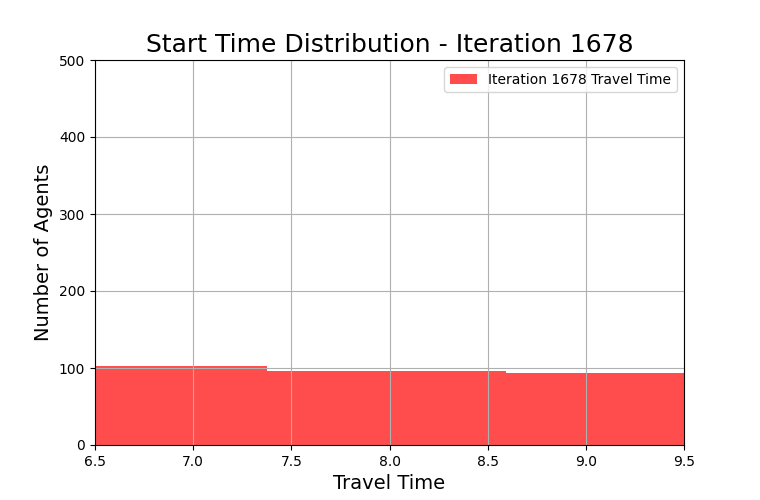 Start Time Distribution - Iteration 1678
500
400
300
200
100
0
Number of Agents
Iteration 1678 Travel Time
6.5 7.0 7.5 8.0 8.5 9.0 9.5
Travel Time